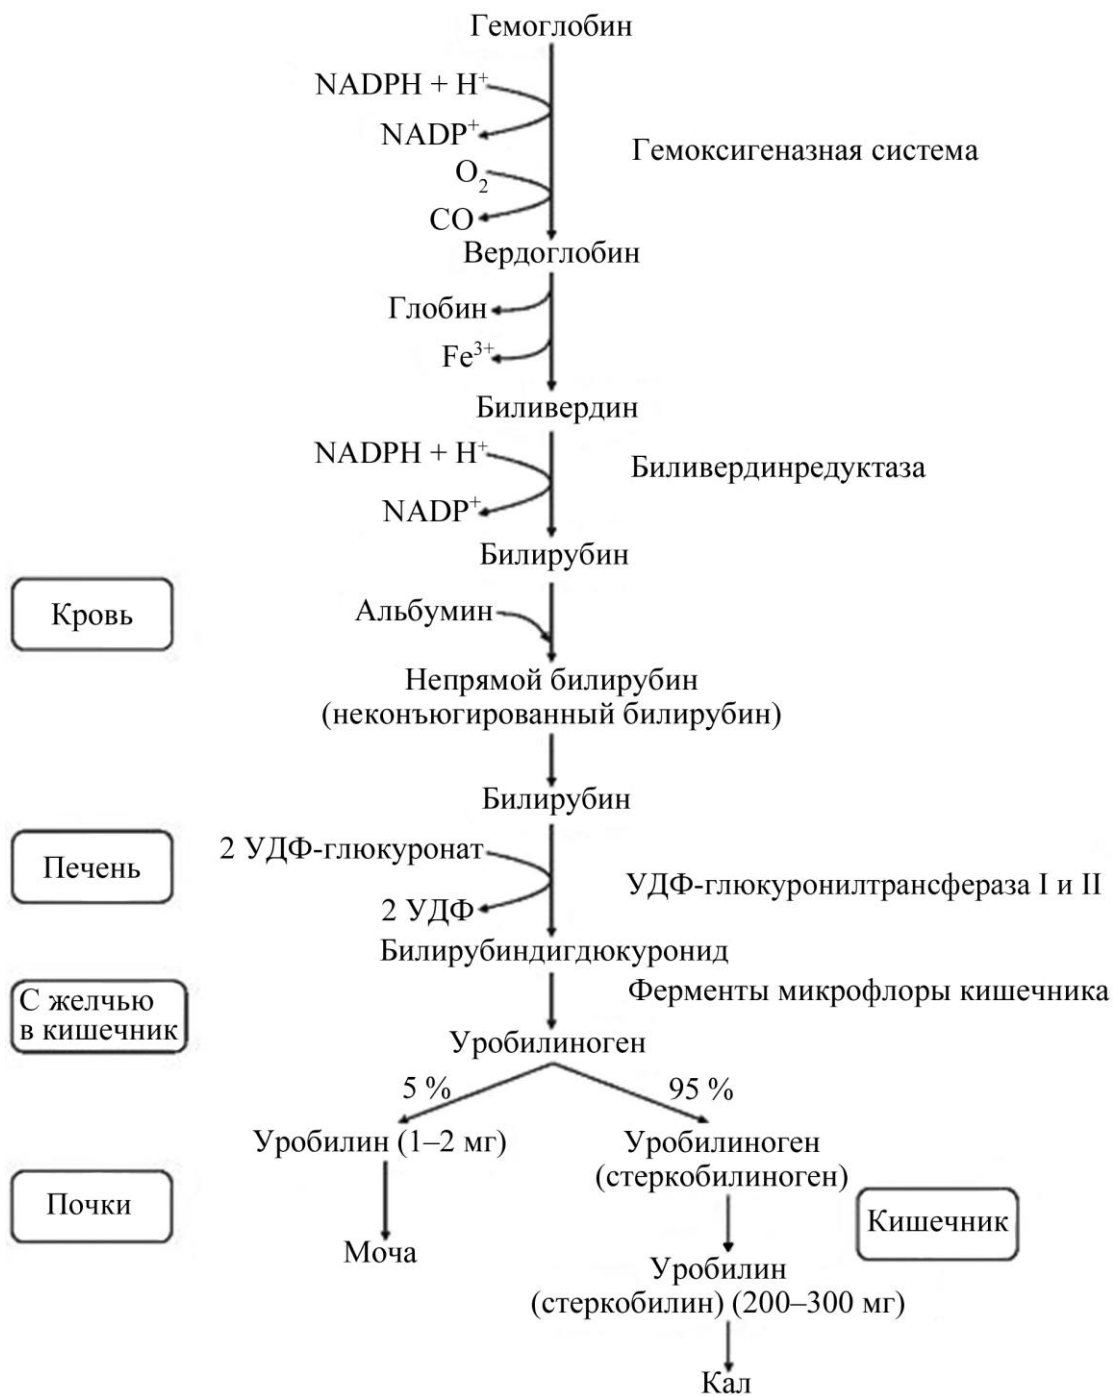 Гемоглобин
NADPH + H⁺
NADP⁺
Гемоксигеназная система
O₂
CO
Вердоглобин
Глобин
Fe³⁺
Биливердин
NADPH + H⁺
Биливердинредуктаза
NADP⁺
Билирубин
Кровь
Альбумин
Непрямой билирубин
(неконъюгированный билирубин)
Билирубин
Печень
2 УДФ-глюкуронат
УДФ-глюкуронилтрансфераза I и II
2 УДФ
Билирубиндигдюкуронид
С желчью
в кишечник
Ферменты микрофлоры кишечника
Уробилиноген
5 %
95 %
Уробилин (1–2 мг)
Уробилиноген
(стеркобилиноген)
Почки
Кишечник
Моча
Уробилин
(стеркобилин) (200–300 мг)
Кал